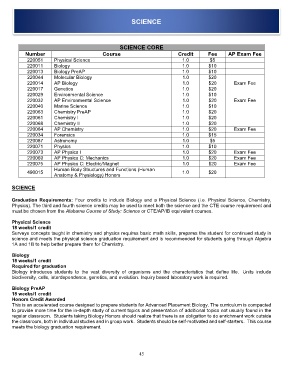 SCIENCE
SCIENCE CORE
Number Course Credit Fee AP Exam Fee
220051 Physical Science 1.0 $5
220011 Biology 1.0 $10
220013 Biology PreAP 1.0 $10
220044 Molecular Biology 1.0 $20
220014 AP Biology 1.0 $20 Exam Fee
220017 Genetics 1.0 $20
220029 Environmental Science 1.0 $10
220032 AP Environmental Science 1.0 $20 Exam Fee
220040 Marine Science 1.0 $10
220063 Chemistry PreAP 1.0 $20
220061 Chemistry I 1.0 $20
220066 Chemistry II 1.0 $20
220064 AP Chemistry 1.0 $20 Exam Fee
220034 Forensics 1.0 $15
220087 Astronomy 1.0 $5
220071 Physics 1.0 $10
220073 AP Physics I 1.0 $20 Exam Fee
220080 AP Physics C: Mechanics 1.0 $20 Exam Fee
220075 AP Physics C: Electric/Magnet 1.0 $20 Exam Fee
490015 Human Body Structures and Functions (Human Anatomy & Physiology) Honors 1.0 $20
SCIENCE
Graduation Requirements: Four credits to include Biology and a Physical Science (i.e. Physical Science, Chemistry,
Physics). The third and fourth science credits may be used to meet both the science and the CTE course requirement and
must be chosen from the Alabama Course of Study: Science or CTE/AP/IB equivalent courses.
Physical Science
18 weeks/1 credit
Surveys concepts taught in chemistry and physics requires basic math skills, prepares the student for continued study in
science and meets the physical science graduation requirement and is recommended for students going through Algebra
1A and 1B to help better prepare them for Chemistry.
Biology
18 weeks/1 credit
Required for graduation
Biology introduces students to the vast diversity of organisms and the characteristics that define life. Units include
biodiversity, cells, interdependence, genetics, and evolution. Inquiry based laboratory work is required.
Biology PreAP
18 weeks/1 credit
Honors Credit Awarded
This is an accelerated course designed to prepare students for Advanced Placement Biology. The curriculum is compacted
to provide more time for the in-depth study of current topics and presentation of additional topics not usually found in the
regular classroom. Students taking Biology Honors should realize that there is an obligation to do enrichment work outside
the classroom, both in individual studies and in group work. Students should be self-motivated and self-starters. This course
meets the biology graduation requirement.